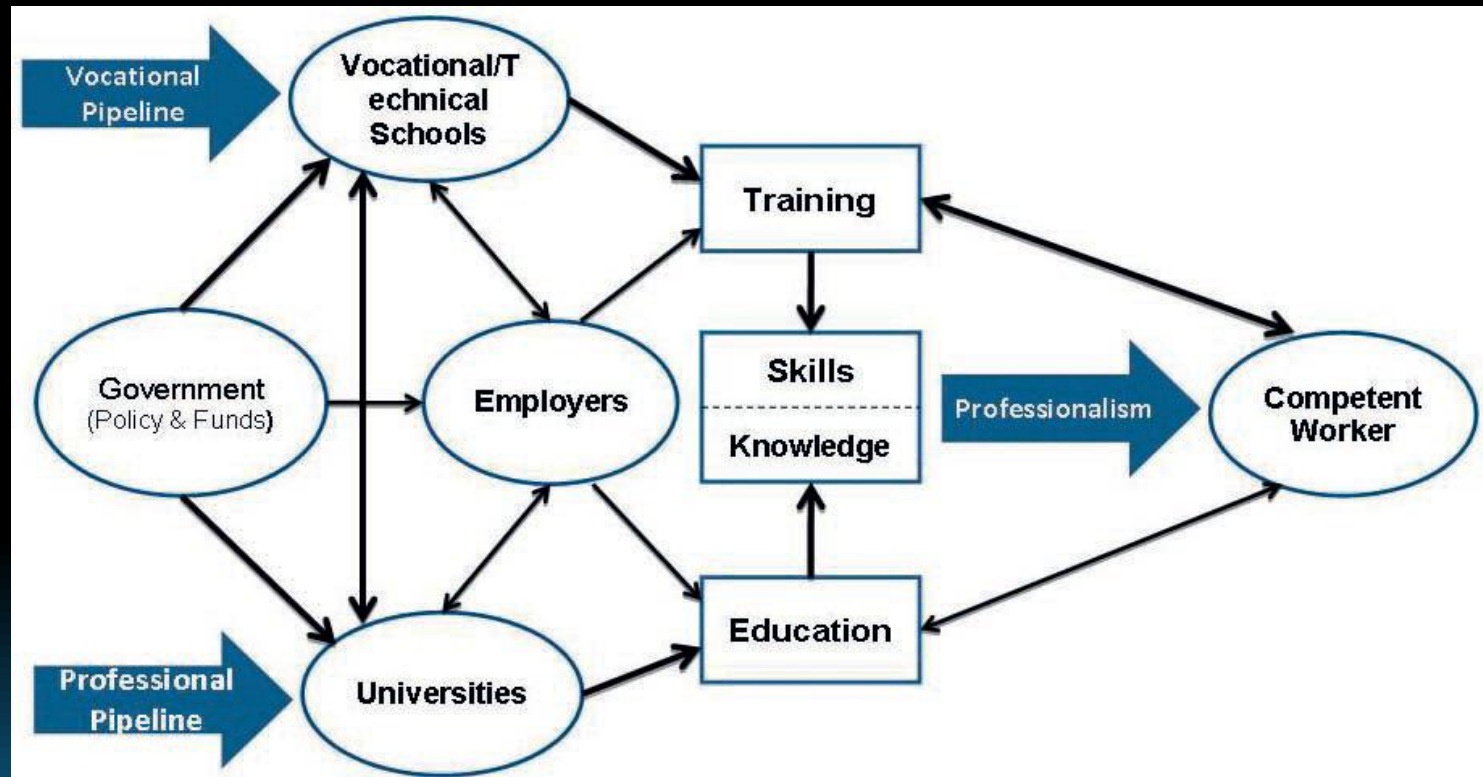 Vocational
Pipeline
Vocational/T
echnical
Schools
Training
Government
(Policy & Funds)
Employers
Skills
Knowledge
Professionalism
Competent
Worker
Education
Professional
Pipeline
Universities